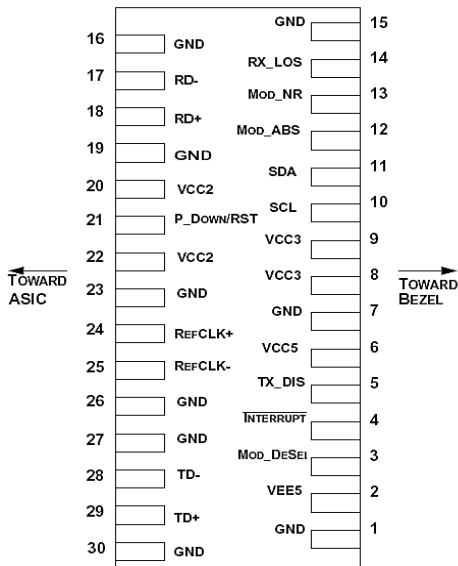 GND 15
16 GND
RX_LOS 14
17 RD-
MOD_NR 13
18 RD+
MOD_ABS 12
19 GND
SDA 11
20 VCC2
SCL 10
21 P_DOWN/RST
VCC3 9
22 VCC2
VCC3 8
TOWARD ASIC
TOWARD BEZEL
23 GND
GND 7
24 REFCLK+
VCC5 6
25 REFCLK-
TX_DIS 5
26 GND
INTERRUPT 4
27 GND
MOD_DESEL 3
28 TD-
VEE5 2
29 TD+
GND 1
30 GND